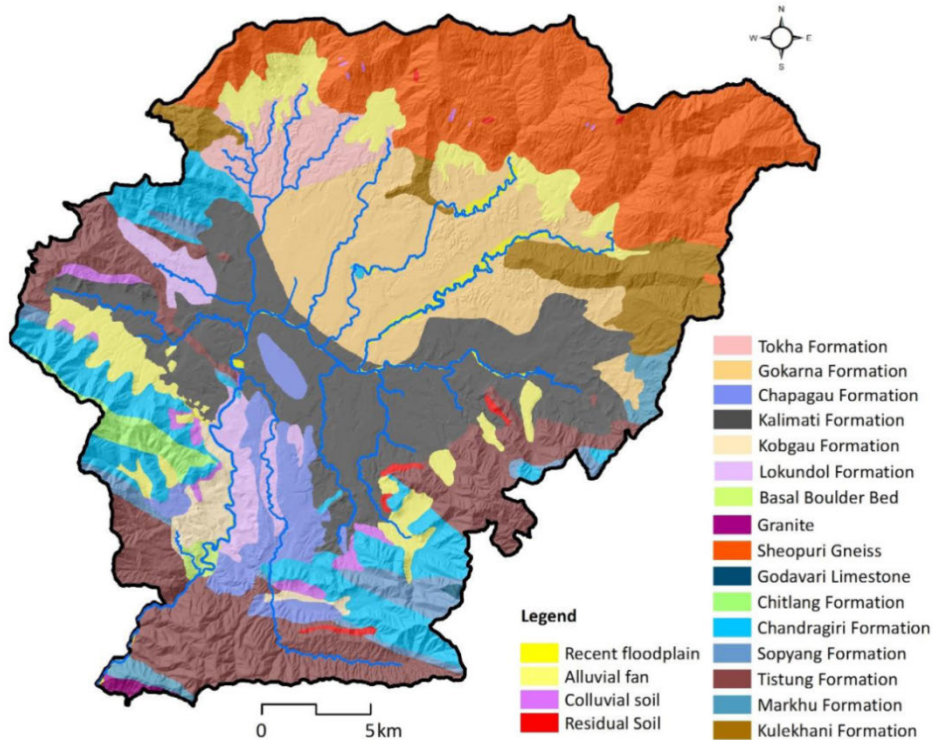 N
W E
S
Tokha Formation
Gokarna Formation
Chapagau Formation
Kalimati Formation
Kobgau Formation
Lokundol Formation
Basal Boulder Bed
Granite
Sheopuri Gneiss
Godavari Limestone
Chitlang Formation
Chandragiri Formation
Sopyang Formation
Tistung Formation
Markhu Formation
Kulekhani Formation
Legend
Recent floodplain
Alluvial fan
Colluvial soil
Residual Soil
0 5km